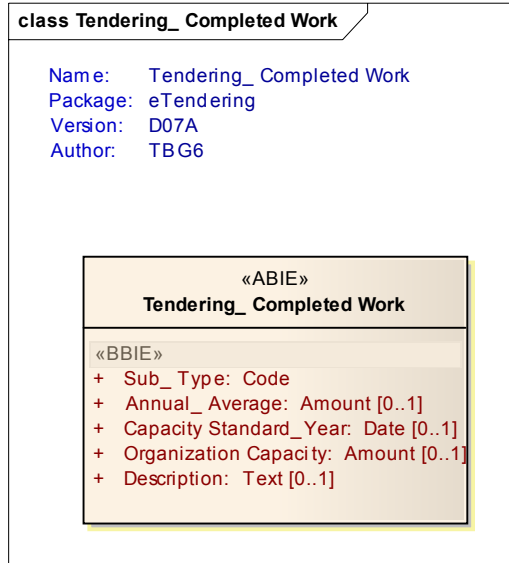 class Tendering_ Completed Work
Name: Tendering_ Completed Work
Package: eTendering
Version: D07A
Author: TBG6
«ABIE»
Tendering_ Completed Work
«BBIE»
+ Sub_ Type: Code
+ Annual_ Average: Amount [0..1]
+ Capacity Standard_Year: Date [0..1]
+ Organization Capacity: Amount [0..1]
+ Description: Text [0..1]